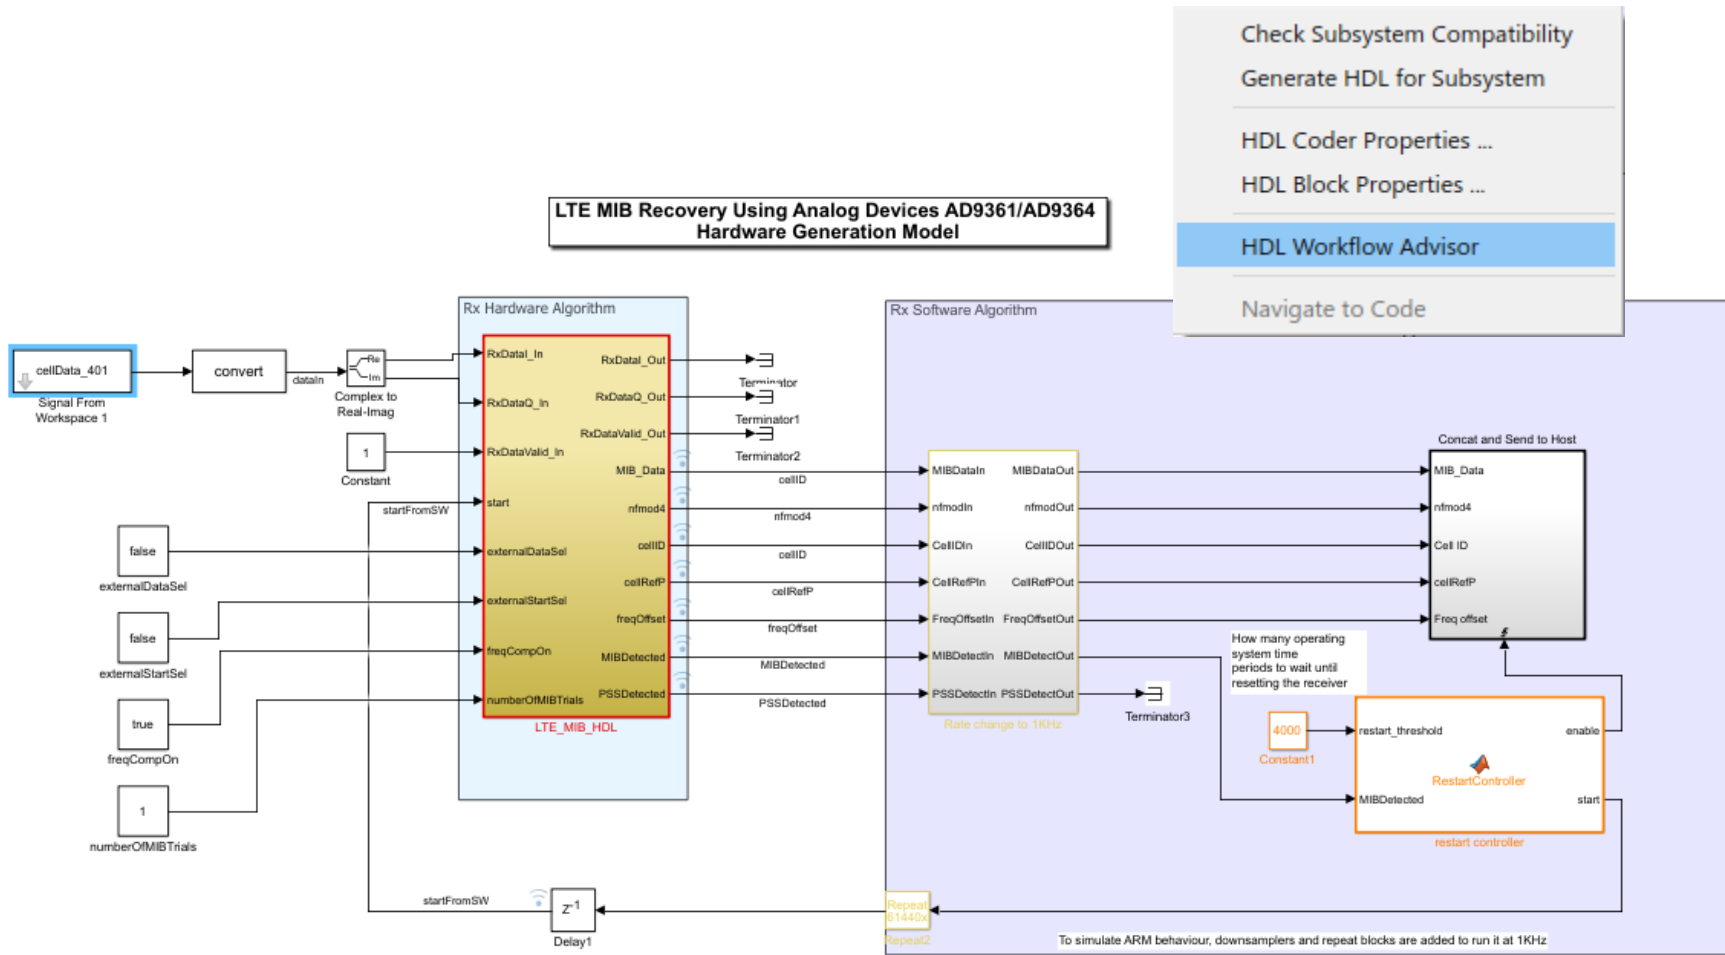 Check Subsystem Compatibility
Generate HDL for Subsystem
HDL Coder Properties ...
HDL Block Properties ...
HDL Workflow Advisor
Navigate to Code
LTE MIB Recovery Using Analog Devices AD9361/AD9364
Hardware Generation Model
Rx Hardware Algorithm
Rx Software Algorithm
cellData_401
Signal From
Workspace 1
convert
dataIn
Re
Im
Complex to
Real-Imag
1
Constant
startFromSW
false
externalDataSel
false
externalStartSel
true
freqCompOn
1
numberOfMIBTrials
RxDataI_In
RxDataQ_In
RxDataValid_In
start
externalDataSel
externalStartSel
freqCompOn
numberOfMIBTrials
RxDataI_Out
RxDataQ_Out
RxDataValid_Out
MIB_Data
nfmod4
cellID
cellRefP
freqOffset
MIBDetected
PSSDetected
LTE_MIB_HDL
Terminator
Terminator1
Terminator2
cellID
nfmod4
cellID
cellRefP
freqOffset
MIBDetected
PSSDetected
MIBDataIn
nfmodIn
CellIDIn
CellRefPIn
FreqOffsetIn
MIBDetectIn
PSSDetectIn
MIBDataOut
nfmodOut
CellIDOut
CellRefPOut
FreqOffsetOut
MIBDetectOut
PSSDetectOut
Rate change to 1KHz
Terminator3
Concat and Send to Host
MIB_Data
nfmod4
Cell ID
cellRefP
Freq offset
How many operating
system time
periods to wait until
resetting the receiver
4000
Constant1
restart_threshold
MIBDetected
RestartController
enable
start
restart controller
startFromSW
Z-1
Delay1
Repeat
61440x
Repeat2
To simulate ARM behaviour, downsamplers and repeat blocks are added to run it at 1KHz